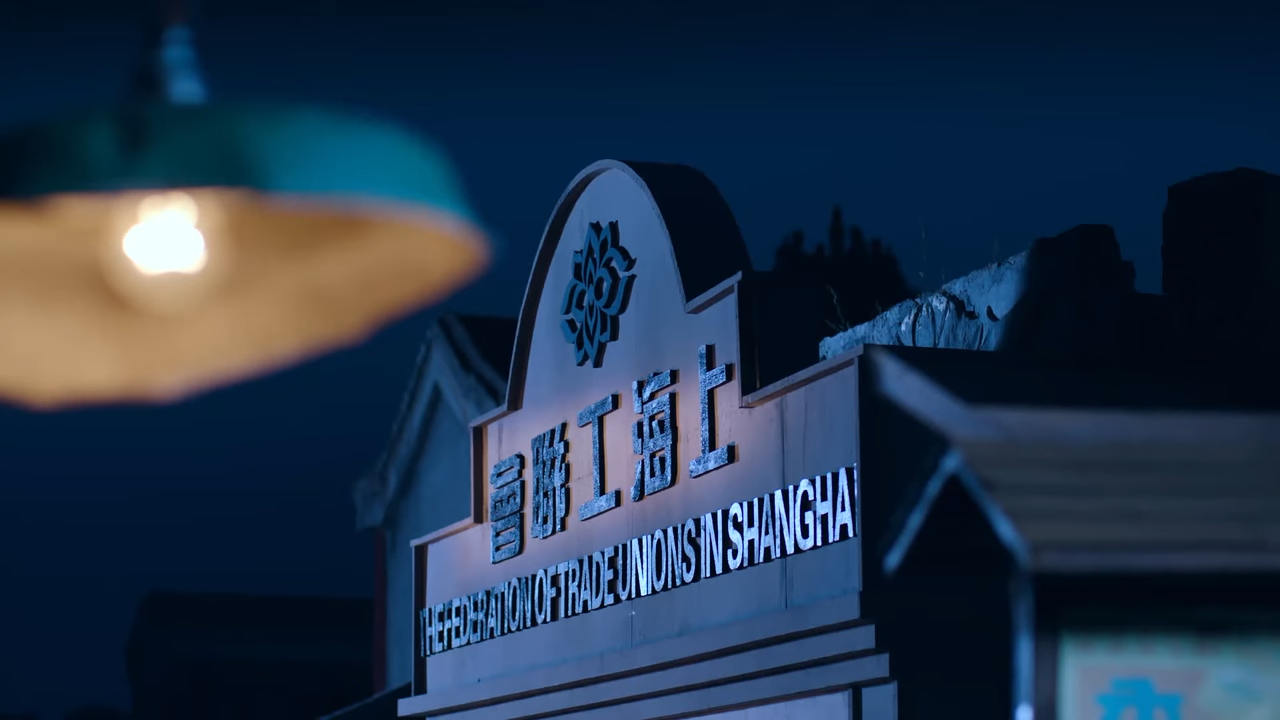 上海工聯會
THE FEDERATION OF TRADE UNIONS IN SHANGHAI